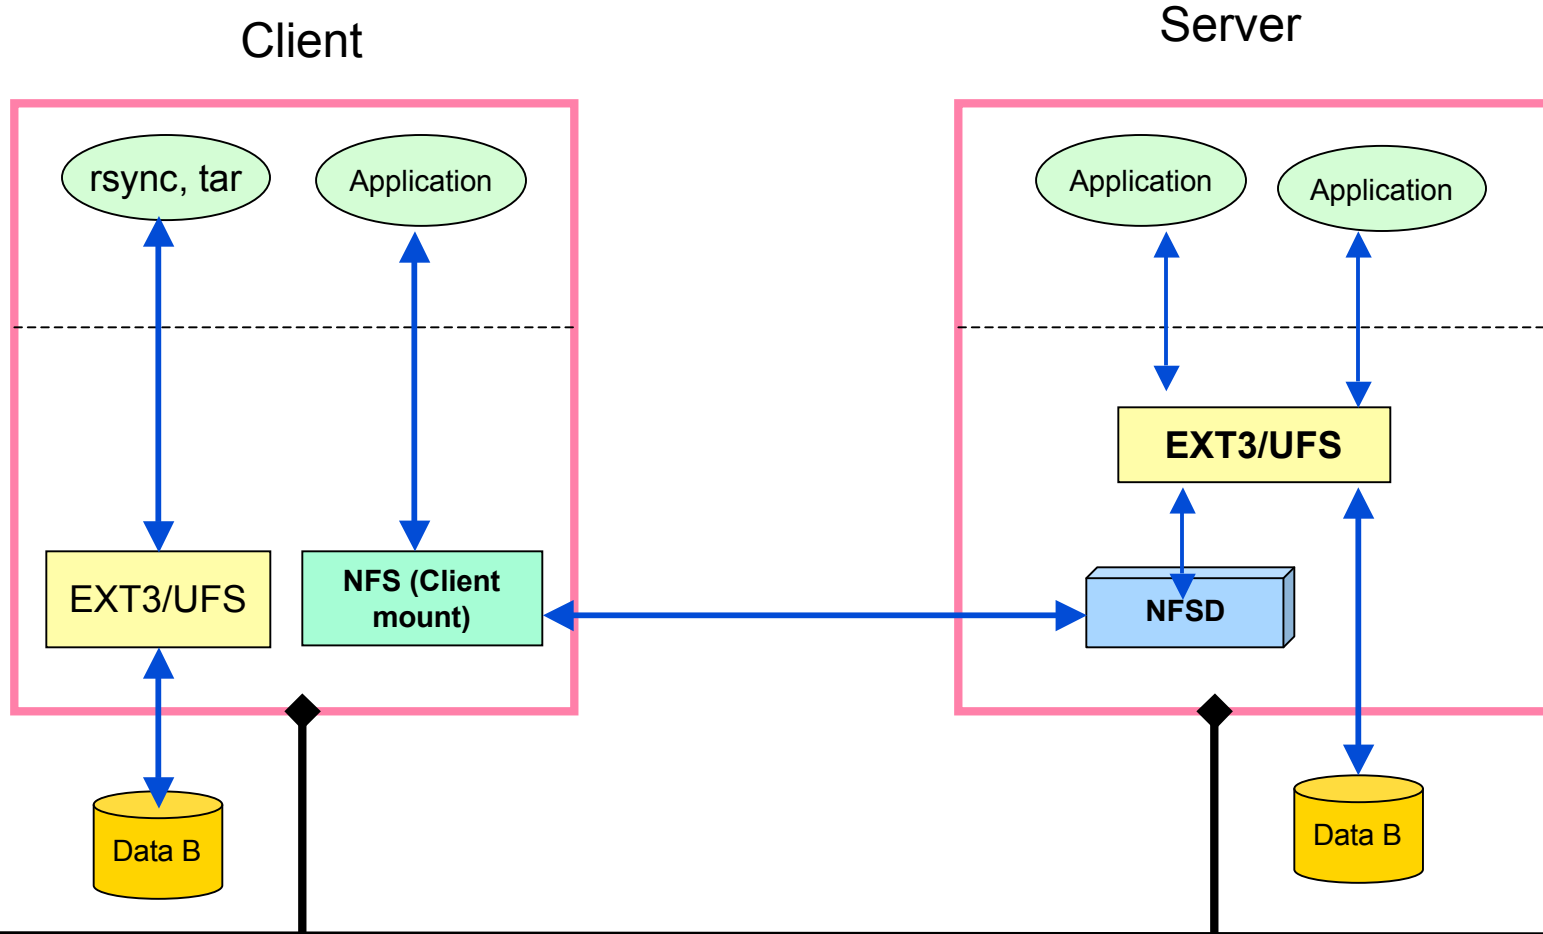 Client
Server
rsync, tar
Application
Application
Application
EXT3/UFS
EXT3/UFS
NFS (Client
mount)
NFSD
Data B
Data B